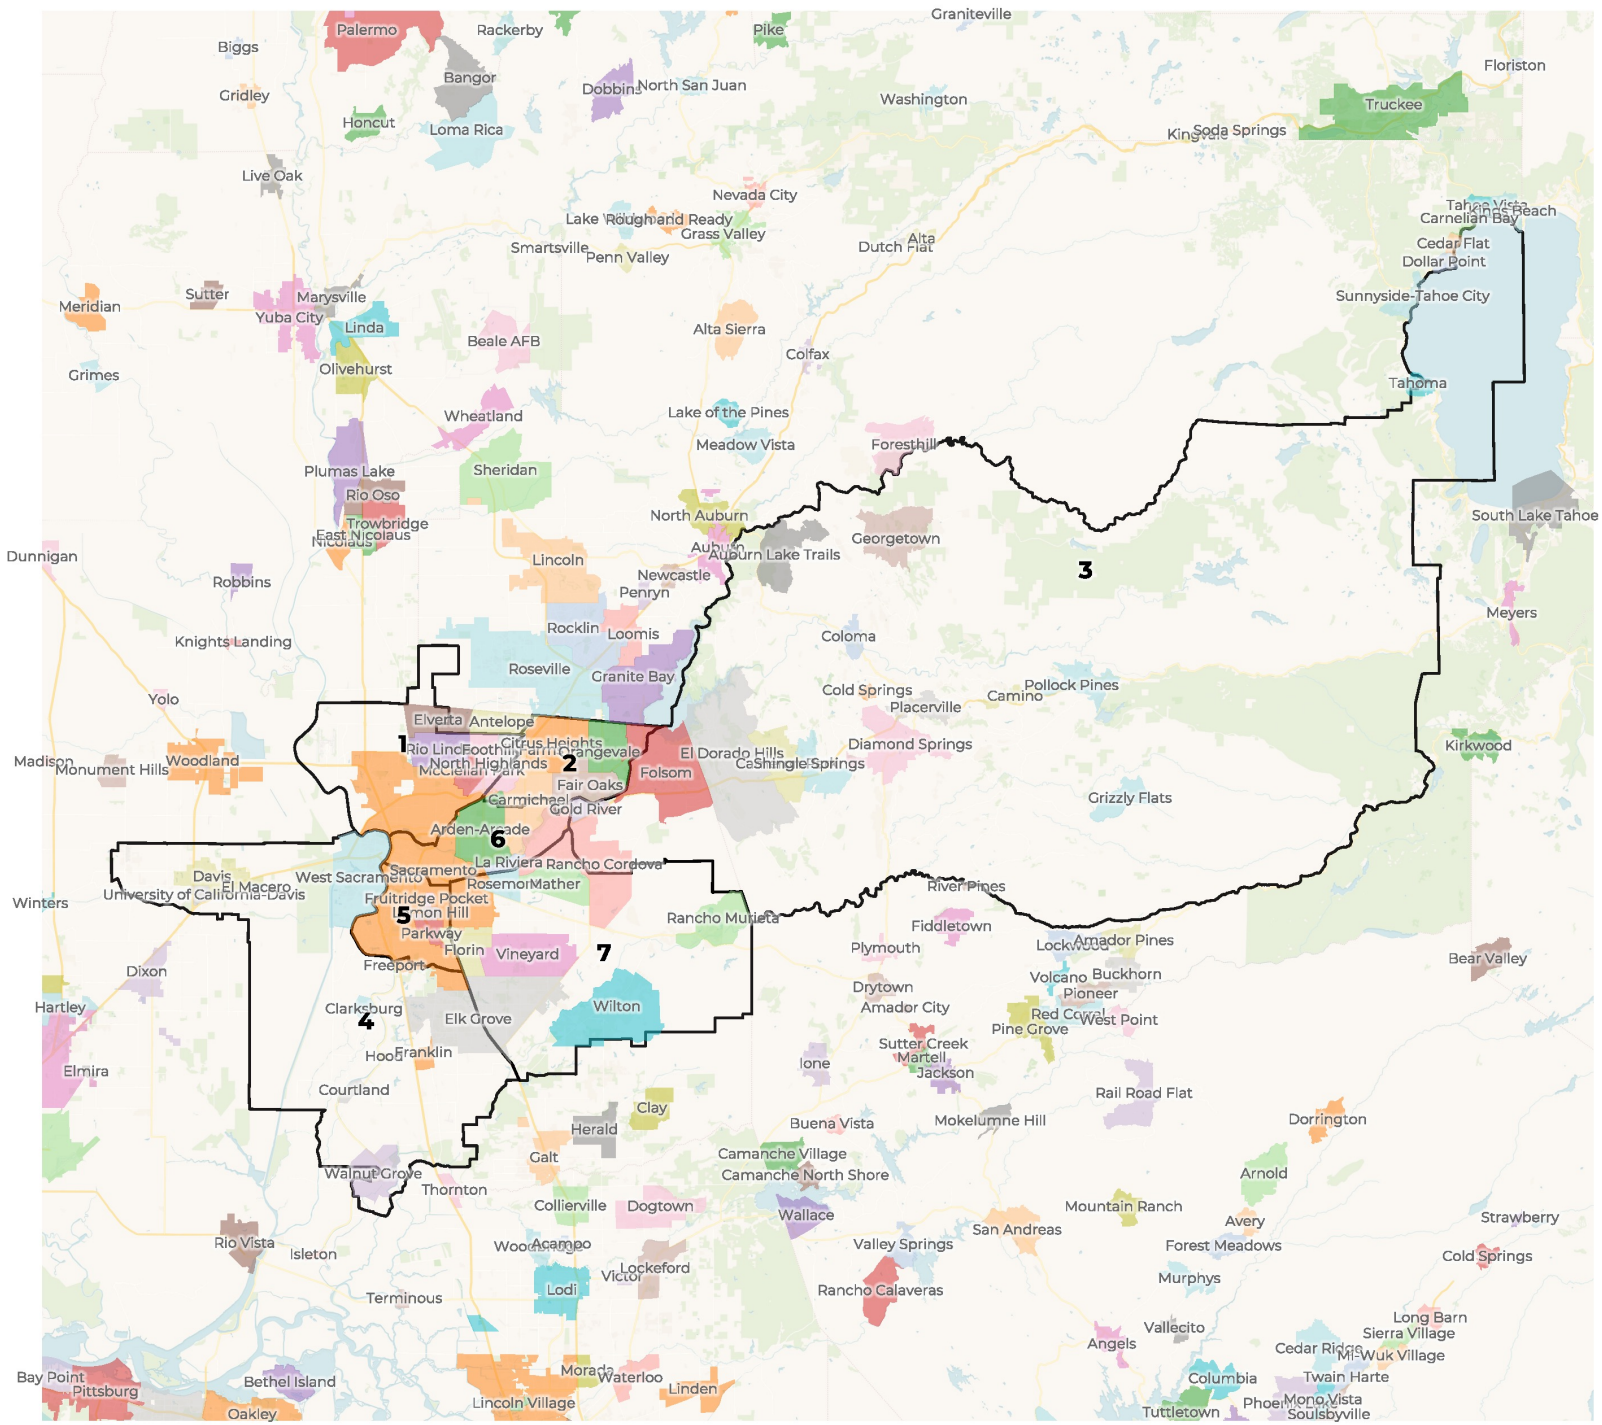 Graniteville
Palermo
Rackerby
Pike
Biggs
Floriston
Bangor
Dobbins
North San Juan
Gridley
Washington
Truckee
Honcut
Loma Rica
Soda Springs
Live Oak
Nevada City
Tahoe Vista
Kings Beach
Carnelian Bay
Rough and Ready
Grass Valley
Alta
Dutch Flat
Smartsville
Penn Valley
Cedar Flat
Dollar Point
Sutter
Marysville
Sunnyside-Tahoe City
Meridian
Yuba City
Linda
Alta Sierra
Beale AFB
Colfax
Olivehurst
Grimes
Tahoma
Wheatland
Lake of the Pines
Meadow Vista
Foresthill
Plumas Lake
Sheridan
Rio Oso
North Auburn
South Lake Tahoe
Trowbridge
East Nicolaus
Nicolaus
Georgetown
Auburn
Auburn Lake Trails
Dunnigan
Lincoln
3
Newcastle
Robbins
Penryn
Meyers
Rocklin
Loomis
Coloma
Knights Landing
Roseville
Granite Bay
Pollock Pines
Cold Springs
Camino
Yolo
Placerville
Elverta
Antelope
1
Citrus Heights
Diamond Springs
Kirkwood
Rio Linda
Foothill Farms
Orangevale
El Dorado Hills
Madison
Monument Hills
Woodland
North Highlands
2
Shingle Springs
McClellan Park
Folsom
Fair Oaks
Carmichael
Gold River
Grizzly Flats
Arden-Arcade
6
La Riviera
Rancho Cordova
Sacramento
Davis
West Sacramento
El Macero
Rosemont
Mather
River Pines
University of California-Davis
Winters
Fruitridge Pocket
5
Lemon Hill
Rancho Murieta
Fiddletown
Parkway
Florin
Vineyard
7
Plymouth
Lockwood
Amador Pines
Freeport
Bear Valley
Dixon
Volcano
Buckhorn
Drytown
Pioneer
Hartley
Clarksburg
Wilton
Amador City
4
Elk Grove
Red Corral
West Point
Pine Grove
Sutter Creek
Hood
Franklin
Martell
Ione
Elmira
Jackson
Courtland
Rail Road Flat
Clay
Mokelumne Hill
Dorrington
Herald
Buena Vista
Galt
Camanche Village
Walnut Grove
Camanche North Shore
Arnold
Thornton
Collierville
Dogtown
Mountain Ranch
Wallace
Strawberry
Avery
San Andreas
Rio Vista
Isleton
Acampo
Valley Springs
Forest Meadows
Cold Springs
Lockeford
Victor
Murphys
Lodi
Rancho Calaveras
Terminous
Long Barn
Vallecito
Sierra Village
Angels
Cedar Ridge
Mi-Wuk Village
Morada
Bay Point
Bethel Island
Waterloo
Columbia
Twain Harte
Pittsburg
Linden
Lincoln Village
Mono Vista
Oakley
Tuttletown
Soulsbyville